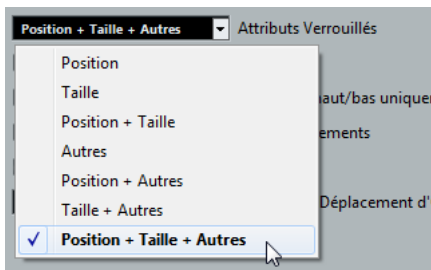 Position + Taille + Autres Attributs Verrouillés
Position
Taille
haut/bas
Position + Taille
ements
Autres
Position + Autres
Taille + Autres
Déplacement d'
Position + Taille + Autres